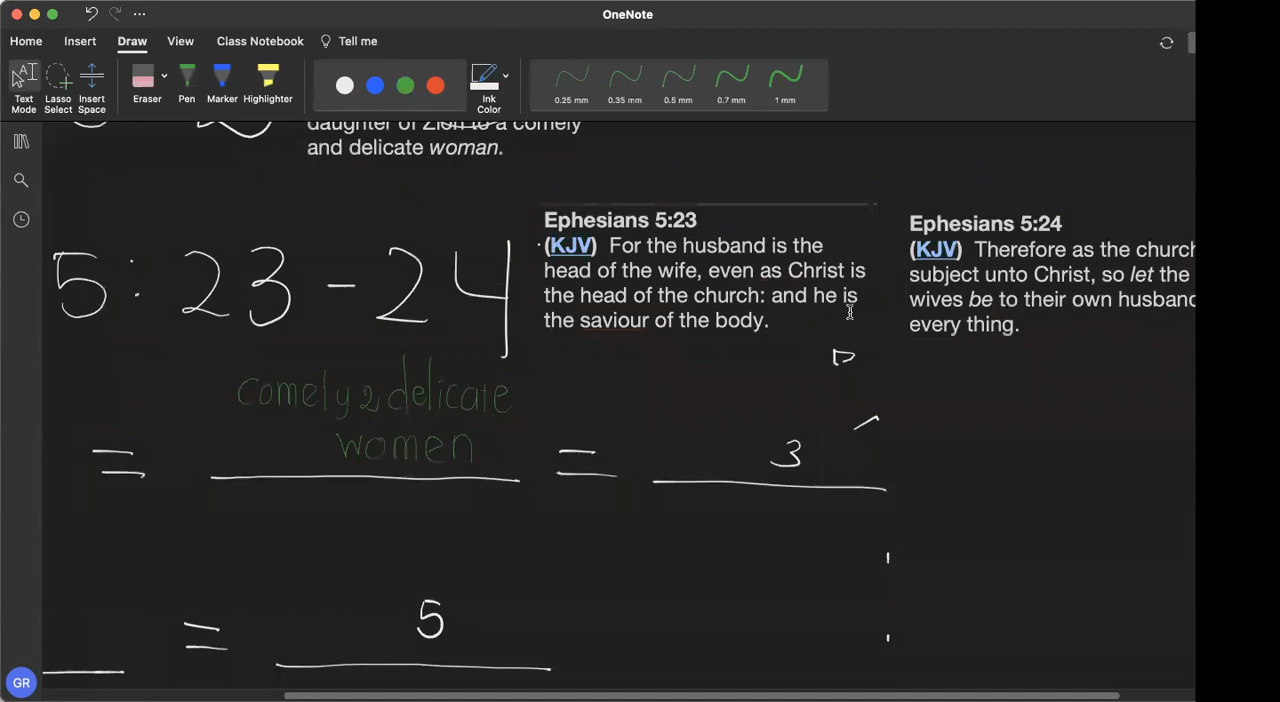 OneNote
Home Insert Draw View Class Notebook Tell me
Text Mode Lasso Select Insert Space Eraser Pen Marker Highlighter Ink Color 0.25 mm 0.35 mm 0.5 mm 0.7 mm 1 mm
daughter of Zion to a comely
and delicate woman.
5:23-24
Ephesians 5:23
(KJV) For the husband is the
head of the wife, even as Christ is
the head of the church: and he is
the saviour of the body.
Ephesians 5:24
(KJV) Therefore as the church
subject unto Christ, so let the
wives be to their own husband
every thing.
= comely & delicate
women = 3
= 5
GR